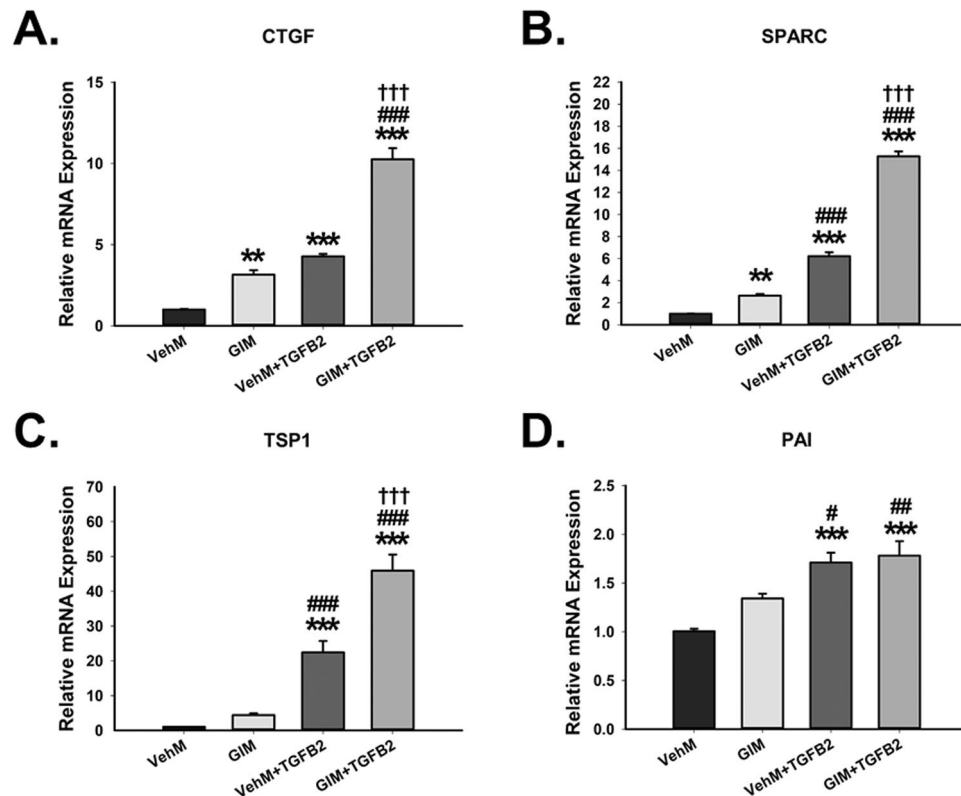 A.
CTGF
Relative mRNA Expression
15
10
5
0
**
***
†††
###
***
VehM
GIM
VehM+TGFB2
GIM+TGFB2
B.
SPARC
Relative mRNA Expression
22
20
18
16
14
12
10
8
6
4
2
0
**
###
***
†††
###
***
VehM
GIM
VehM+TGFB2
GIM+TGFB2
C.
TSP1
Relative mRNA Expression
70
60
50
40
30
20
10
0
###
***
†††
###
***
VehM
GIM
VehM+TGFB2
GIM+TGFB2
D.
PAI
Relative mRNA Expression
2.5
2.0
1.5
1.0
0.5
0.0
#
***
##
***
VehM
GIM
VehM+TGFB2
GIM+TGFB2